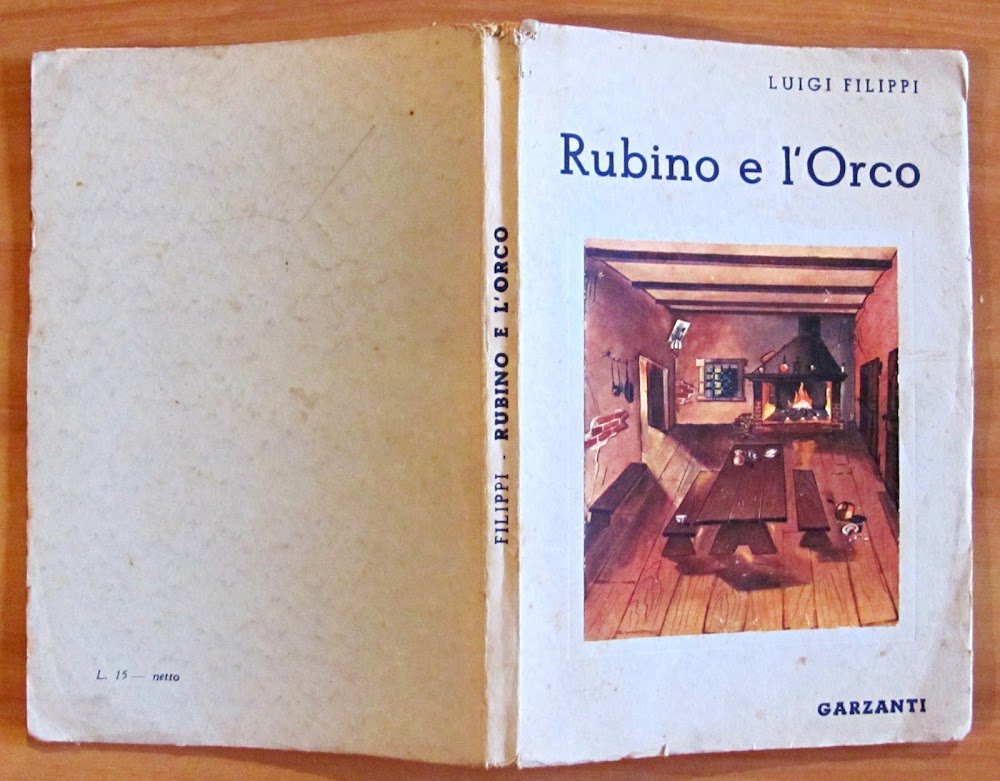 LUIGI FILIPPI
Rubino e l'Orco
GARZANTI
FILIPPI - RUBINO E L'ORCO
L. 15 — netto